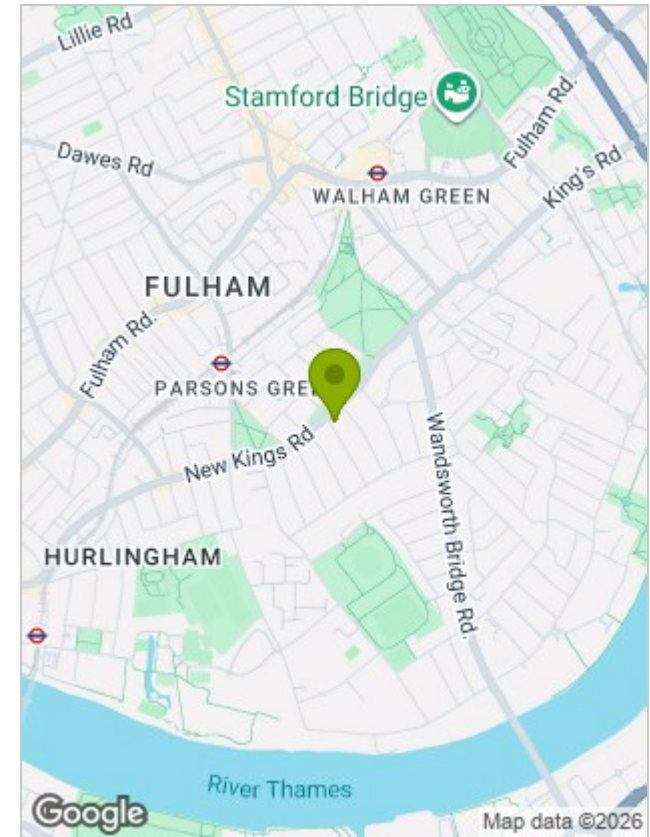 Lillie Rd
Stamford Bridge
Fulham Rd.
Dawes Rd
King's Rd
WALHAM GREEN
FULHAM
Fulham Rd.
PARSONS GRE
New Kings Rd
Wandsworth Bridge Rd.
HURLINGHAM
River Thames
Google
Map data ©2026